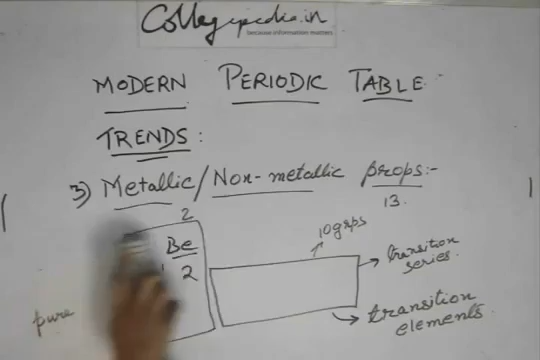 Collegepedia.in
because information matters
MODERN PERIODIC TABLE
TRENDS:
3) Metallic/Non-metallic props:-
13.
2
10 grps
Be
2
transition series
pure
transition elements